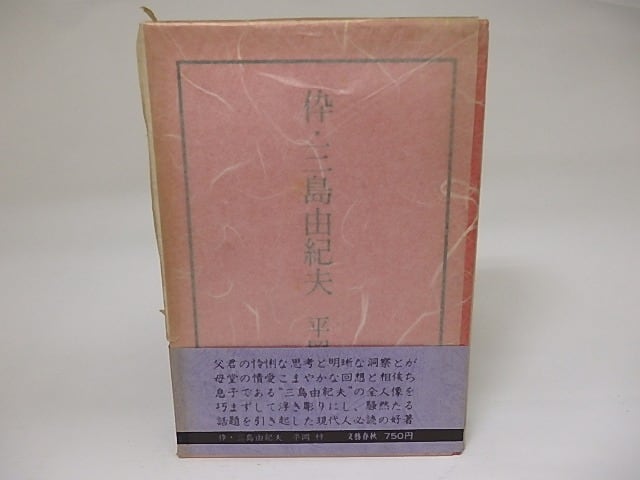 伜・三島由紀夫 平岡
父君の怜悧な思考と明晰な洞察とが
母堂の情愛こまやかな回想と相俟ち
息子である"三島由紀夫"の全人像を
巧まずして浮き彫りにし、騒然たる
話題を引き起した現代人必読の好著
伜・三島由紀夫 平岡 梓 文藝春秋 750円